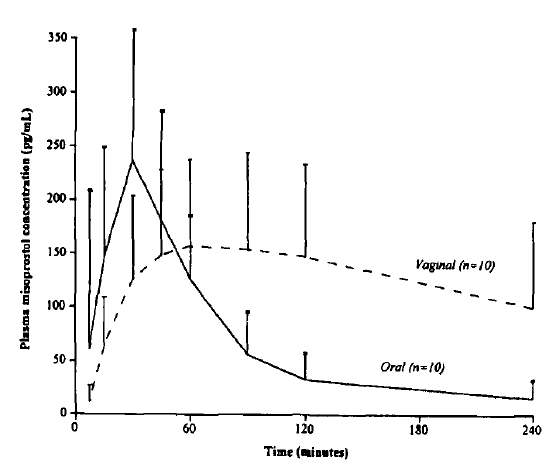 350
300
250
200
150
100
50
0
Plasma misoprostol concentration (pg/mL)
Vaginal (n=10)
Oral (n=10)
0 60 120 180 240
Time (minutes)